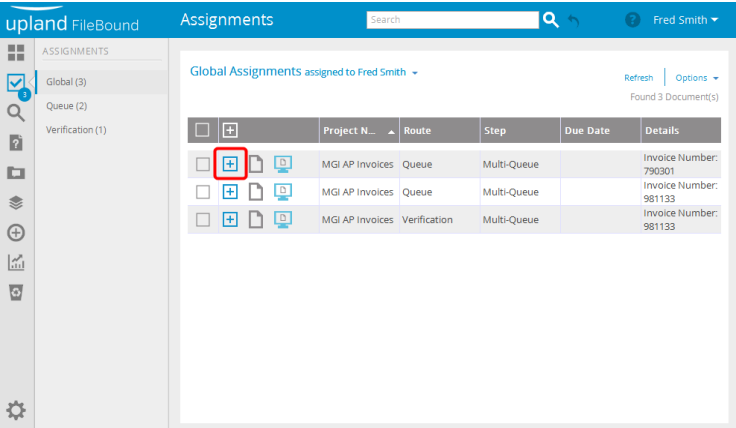 upland FileBound
Assignments
Search
Fred Smith
ASSIGNMENTS
3
Global (3)
Queue (2)
Verification (1)
Global Assignments assigned to Fred Smith
Refresh
Options
Found 3 Document(s)
Project N... Route Step Due Date Details
MGI AP Invoices Queue Multi-Queue Invoice Number:
790301
MGI AP Invoices Queue Multi-Queue Invoice Number:
981133
MGI AP Invoices Verification Multi-Queue Invoice Number:
981133